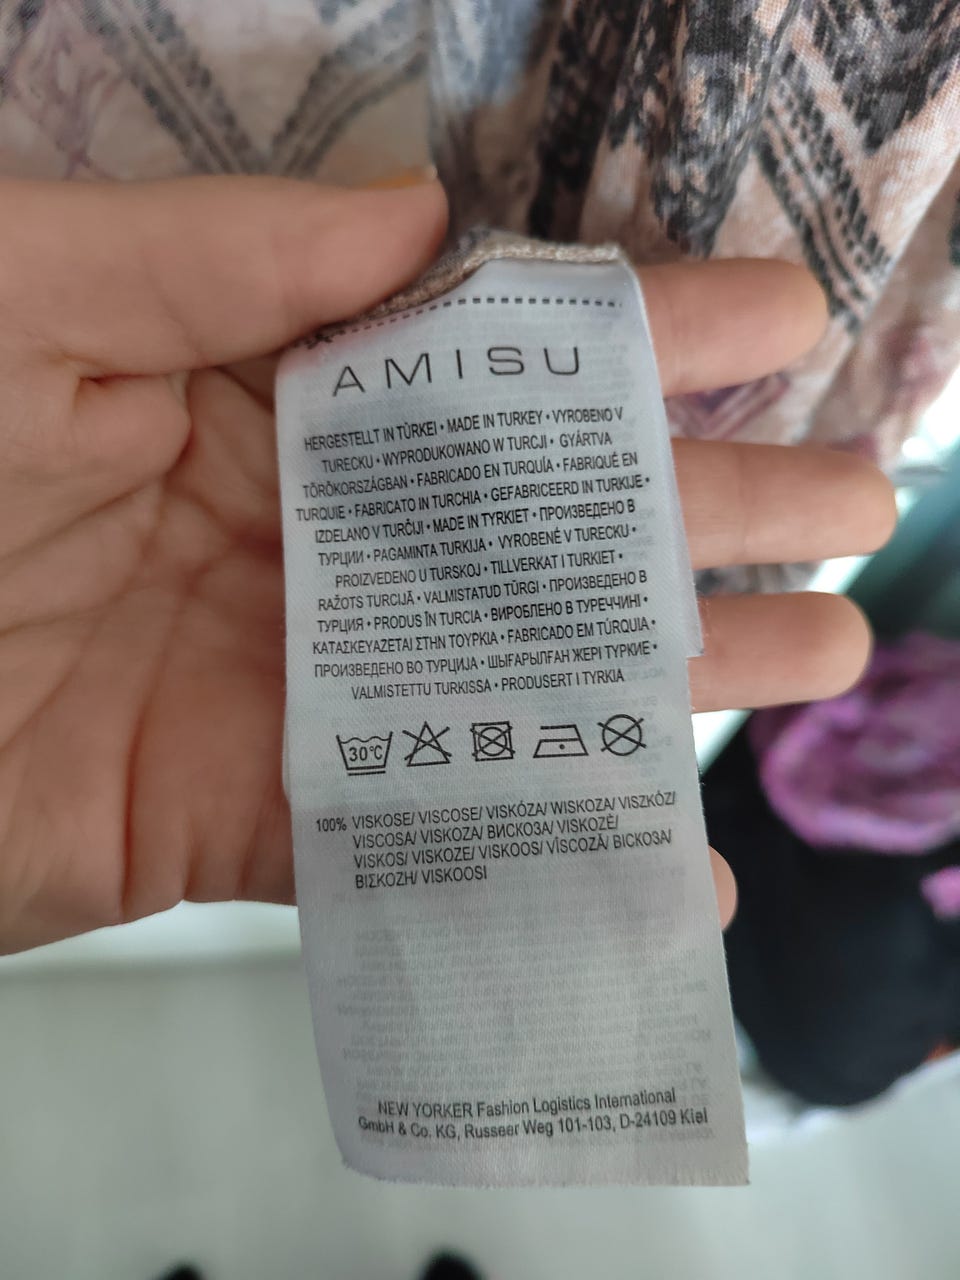 AMISU
HERGESTELLT IN TÜRKEI • MADE IN TURKEY • VYROBENO V
TURECKU • WYPRODUKOWANO W TURCJI • GYÁRTVA
TÖRÖKORSZÁGBAN • FABRICADO EN TURQUÍA • FABRIQUÉ EN
TURQUIE • FABRICATO IN TURCHIA • GEFABRICEERD IN TURKIJE •
IZDELANO V TURČIJI • MADE IN TYRKIET • ПРОИЗВЕДЕНО В
ТУРЦИИ • PAGAMINTA TURKIJA • VYROBENÉ V TURECKU •
PROIZVEDENO U TURSKOJ • TILLVERKAT I TURKIET •
RAŽOTS TURCIJĀ • VALMISTATUD TÜRGI • ПРОИЗВЕДЕНО В
ТУРЦИЯ • PRODUS ÎN TURCIA • ВИРОБЛЕНО В ТУРЕЧЧИНІ •
ΚΑΤΑΣΚΕΥΑΖΕΤΑΙ ΣΤΗΝ ΤΟΥΡΚΙΑ • FABRICADO EM TÚRQUIA •
ПРОИЗВЕДЕНО ВО ТУРЦИЈА • ШЫҒАРЫЛҒАН ЖЕРІ ТУРКИЕ •
VALMISTETTU TURKISSA • PRODUSERT I TYRKIA
30°C
100% VISKOSE/ VISCOSE/ VISKÓZA/ WISKOZA/ VISZKÓZ/
VISCOSA/ VISKOZA/ ВИСКОЗА/ VISKOZĖ/
VISKOS/ VISKOZE/ VISKOOS/ VÎSCOZĂ/ ВІСКОЗА/
ΒΙΣΚΟΖΗ/ VISKOOSI
NEW YORKER Fashion Logistics International
GmbH & Co. KG, Russeer Weg 101-103, D-24109 Kiel